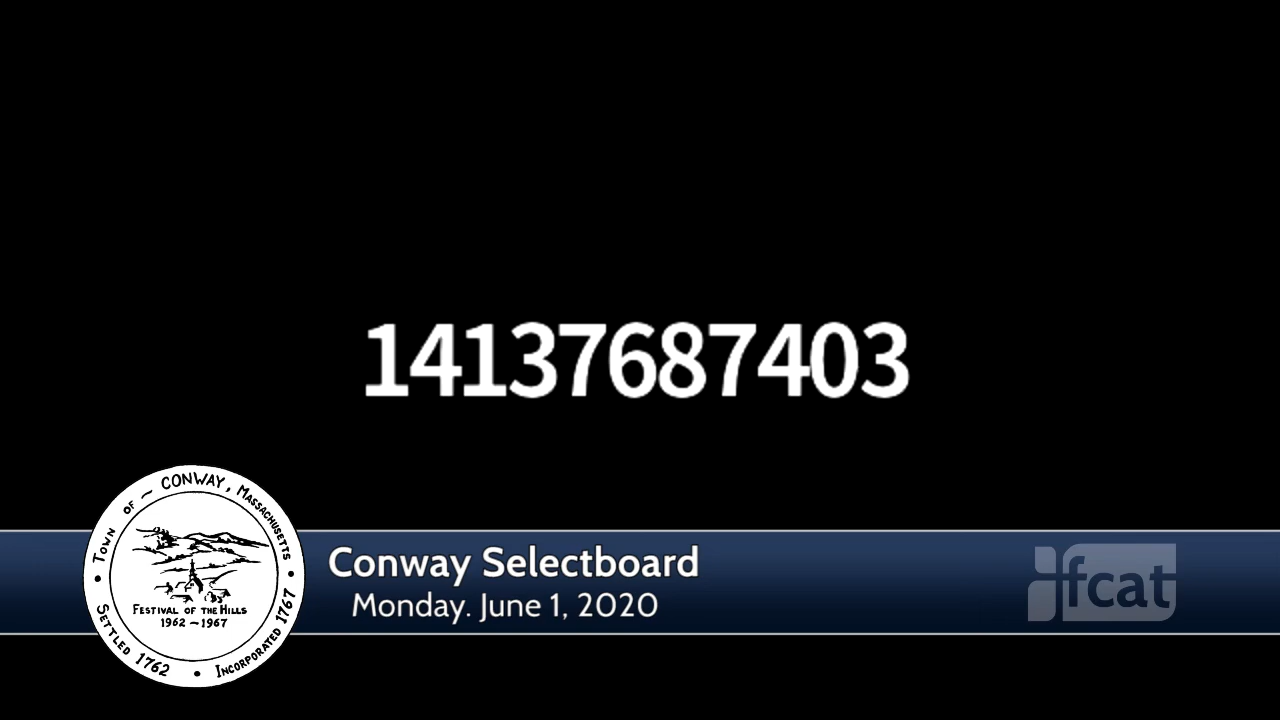 14137687403
TOWN OF ~ CONWAY, MASSACHUSETTS
FESTIVAL OF THE HILLS
1962 ~ 1967
SETTLED 1762 • INCORPORATED 1767
Conway Selectboard
Monday. June 1, 2020
fcat